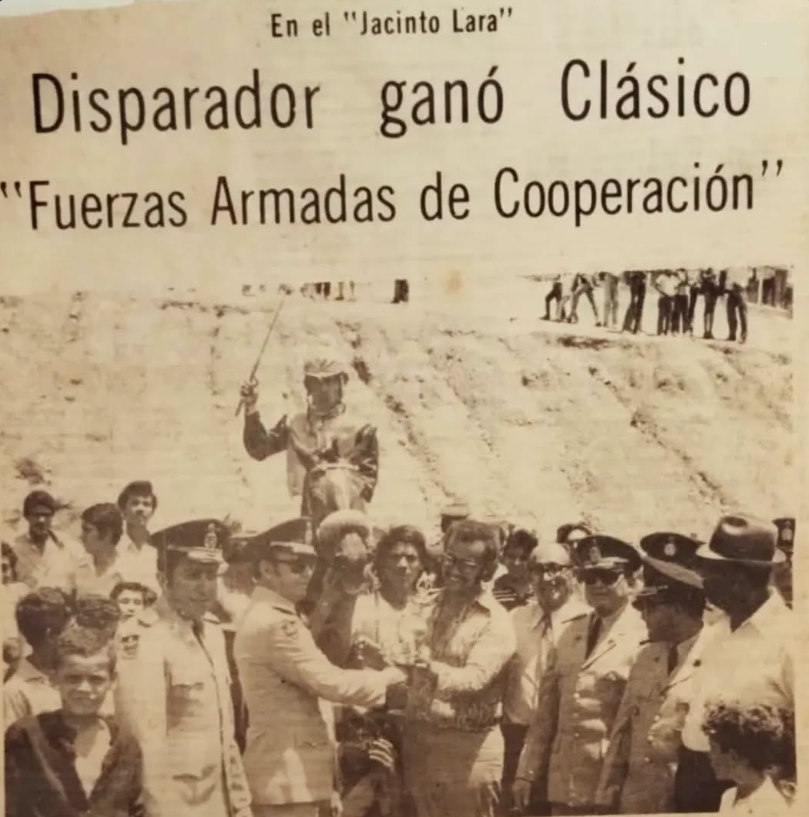 En el "Jacinto Lara"
Disparador ganó Clásico
"Fuerzas Armadas de Cooperación"